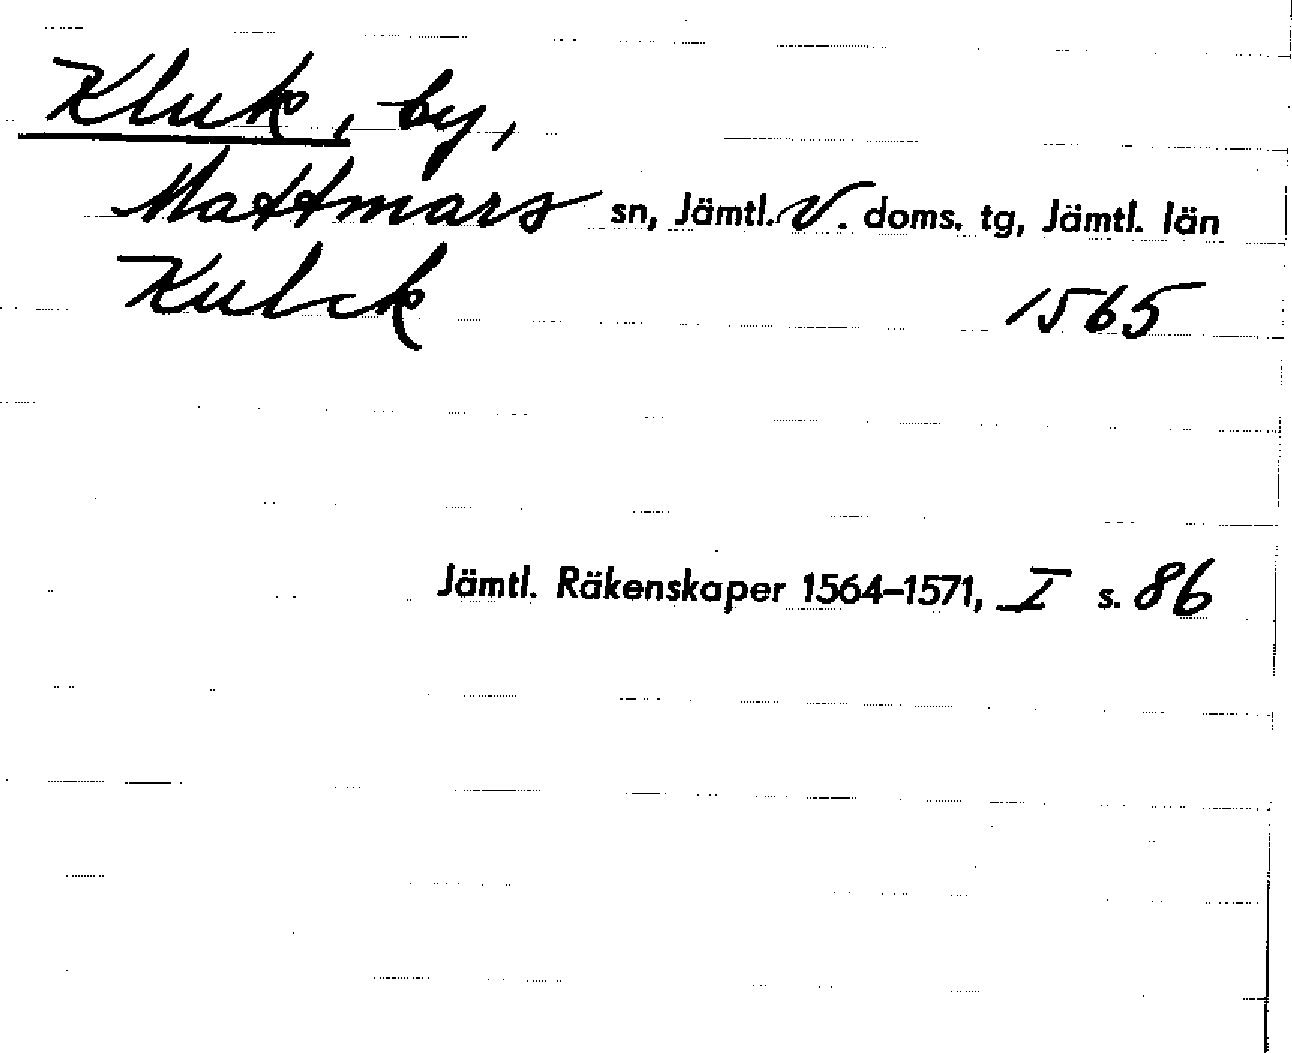 Kluk, by,
Mattmars sn, Jämtl. V. doms. tg, Jämtl. län
Kulck 1565
Jämtl. Räkenskaper 1564–1571, I s. 86